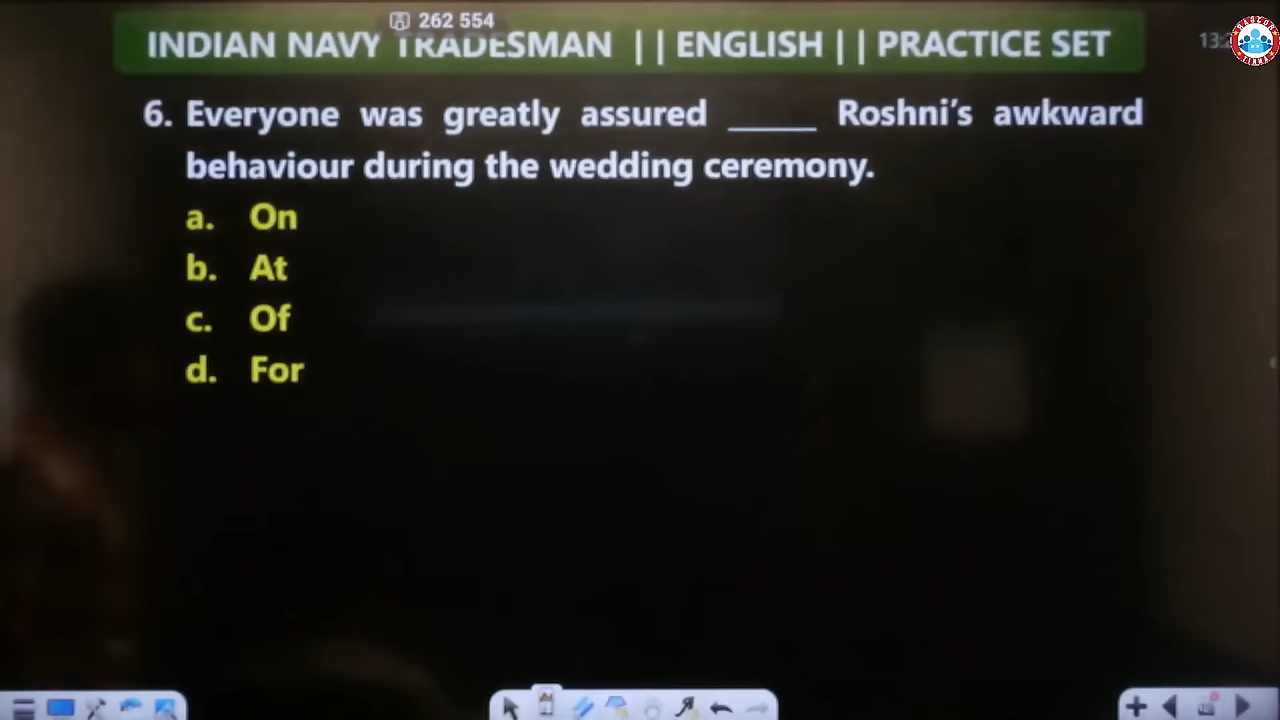 262 554
INDIAN NAVY TRADESMAN || ENGLISH || PRACTICE SET
6. Everyone was greatly assured _____ Roshni's awkward
behaviour during the wedding ceremony.
a. On
b. At
c. Of
d. For